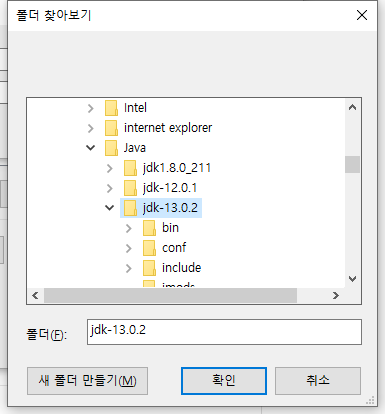 폴더 찾아보기
Intel
internet explorer
Java
jdk1.8.0_211
jdk-12.0.1
jdk-13.0.2
bin
conf
include
jmods
폴더(F):
jdk-13.0.2
새 폴더 만들기(M)
확인
취소